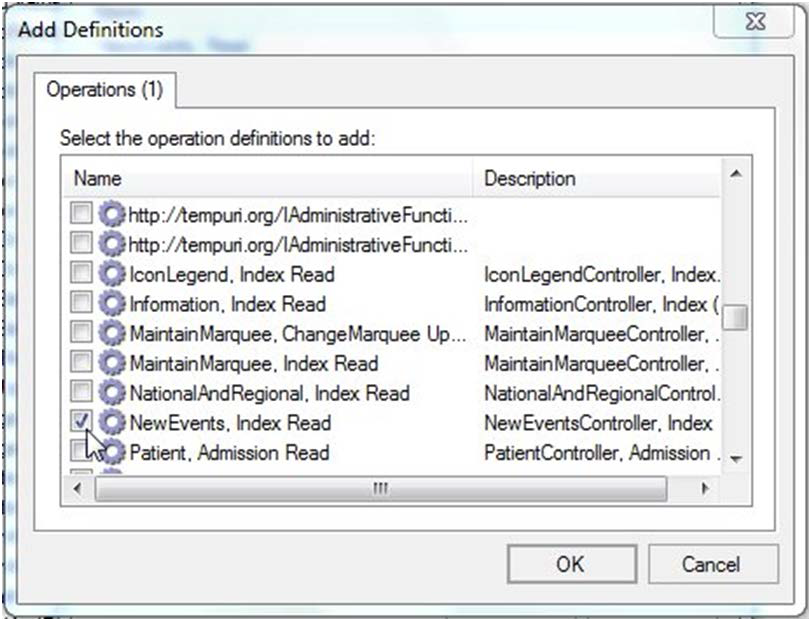 Add Definitions
Operations (1)
Select the operation definitions to add:
Name Description
http://tempuri.org/IAdministrativeFuncti...
http://tempuri.org/IAdministrativeFuncti...
IconLegend, Index Read IconLegendController, Index.
Information, Index Read InformationController, Index (
MaintainMarquee, ChangeMarquee Up... MaintainMarqueeController, .
MaintainMarquee, Index Read MaintainMarqueeController, .
NationalAndRegional, Index Read NationalAndRegionalControl.
NewEvents, Index Read NewEventsController, Index
Patient, Admission Read PatientController, Admission .
OK Cancel